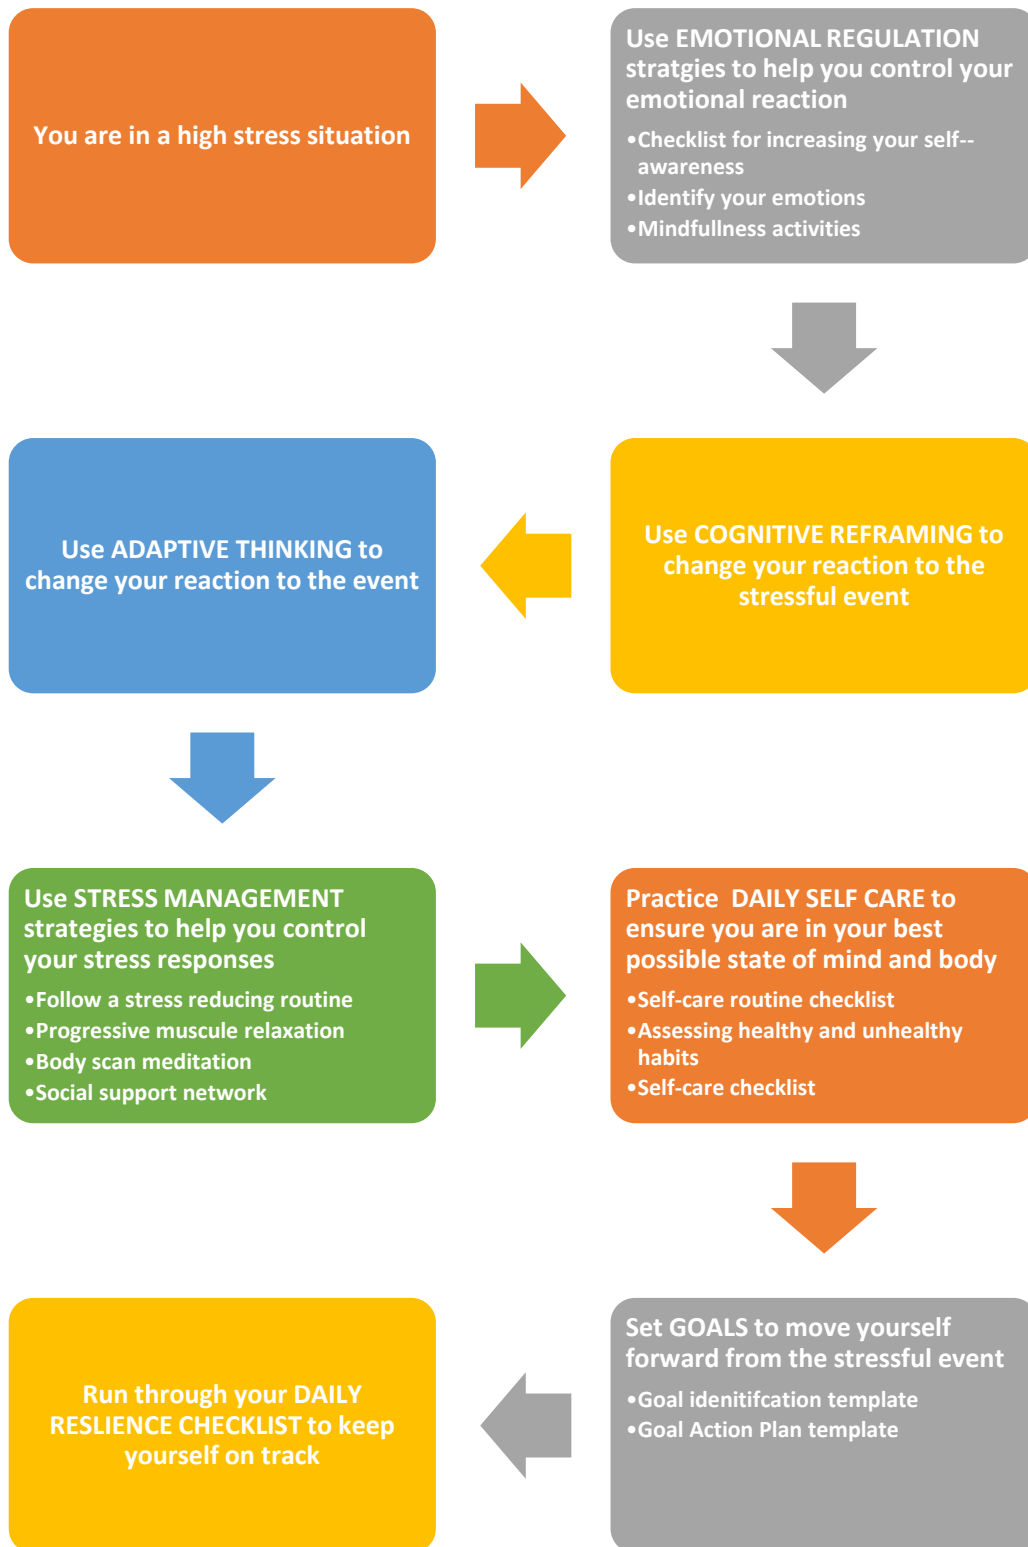 You are in a high stress situation
Use EMOTIONAL REGULATION
stratgies to help you control your
emotional reaction
•Checklist for increasing your self--
awareness
•Identify your emotions
•Mindfullness activities
Use COGNITIVE REFRAMING to
change your reaction to the
stressful event
Use ADAPTIVE THINKING to
change your reaction to the event
Use STRESS MANAGEMENT
strategies to help you control
your stress responses
•Follow a stress reducing routine
•Progressive muscule relaxation
•Body scan meditation
•Social support network
Practice  DAILY SELF CARE to
ensure you are in your best
possible state of mind and body
•Self-care routine checklist
•Assessing healthy and unhealthy
habits
•Self-care checklist
Set GOALS to move yourself
forward from the stressful event
•Goal idenitifcation template
•Goal Action Plan template
Run through your DAILY
RESLIENCE CHECKLIST to keep
yourself on track